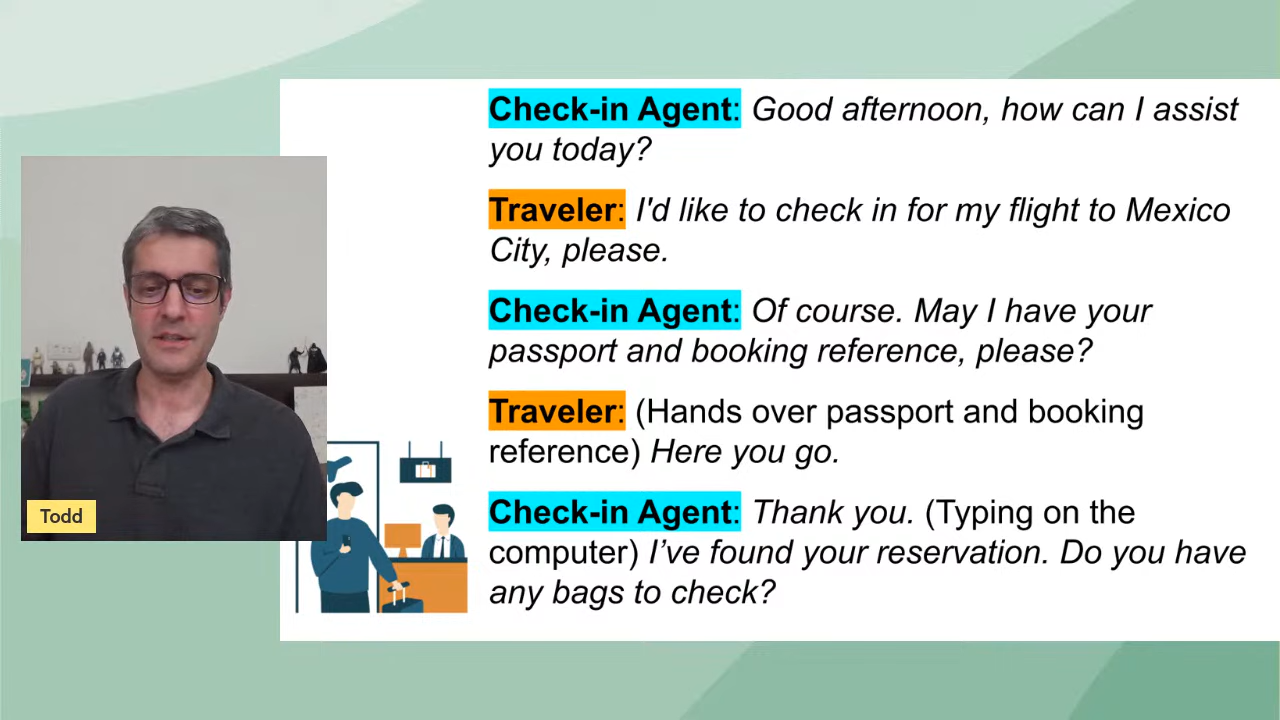 Check-in Agent: Good afternoon, how can I assist
you today?
Traveler: I'd like to check in for my flight to Mexico
City, please.
Check-in Agent: Of course. May I have your
passport and booking reference, please?
Traveler: (Hands over passport and booking
reference) Here you go.
Check-in Agent: Thank you. (Typing on the
computer) I’ve found your reservation. Do you have
any bags to check?
Todd